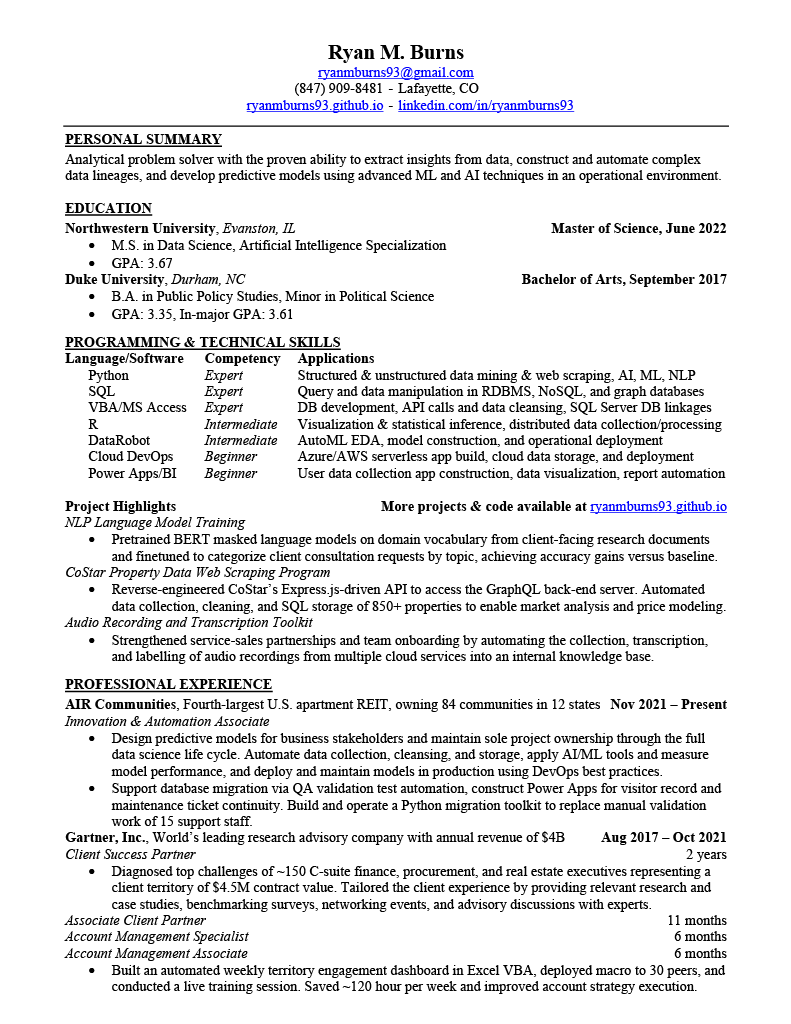 Ryan M. Burns
ryanmburns93@gmail.com
(847) 909-8481 - Lafayette, CO
ryanmburns93.github.io - linkedin.com/in/ryanmburns93
PERSONAL SUMMARY
Analytical problem solver with the proven ability to extract insights from data, construct and automate complex
data lineages, and develop predictive models using advanced ML and AI techniques in an operational environment.
EDUCATION
Northwestern University, Evanston, IL Master of Science, June 2022
• M.S. in Data Science, Artificial Intelligence Specialization
• GPA: 3.67
Duke University, Durham, NC Bachelor of Arts, September 2017
• B.A. in Public Policy Studies, Minor in Political Science
• GPA: 3.35, In-major GPA: 3.61
PROGRAMMING & TECHNICAL SKILLS
Language/Software Competency Applications
Python Expert Structured & unstructured data mining & web scraping, AI, ML, NLP
SQL Expert Query and data manipulation in RDBMS, NoSQL, and graph databases
VBA/MS Access Expert DB development, API calls and data cleansing, SQL Server DB linkages
R Intermediate Visualization & statistical inference, distributed data collection/processing
DataRobot Intermediate AutoML EDA, model construction, and operational deployment
Cloud DevOps Beginner Azure/AWS serverless app build, cloud data storage, and deployment
Power Apps/BI Beginner User data collection app construction, data visualization, report automation
Project Highlights More projects & code available at ryanmburns93.github.io
NLP Language Model Training
• Pretrained BERT masked language models on domain vocabulary from client-facing research documents
and finetuned to categorize client consultation requests by topic, achieving accuracy gains versus baseline.
CoStar Property Data Web Scraping Program
• Reverse-engineered CoStar's Express.js-driven API to access the GraphQL back-end server. Automated
data collection, cleaning, and SQL storage of 850+ properties to enable market analysis and price modeling.
Audio Recording and Transcription Toolkit
• Strengthened service-sales partnerships and team onboarding by automating the collection, transcription,
and labelling of audio recordings from multiple cloud services into an internal knowledge base.
PROFESSIONAL EXPERIENCE
AIR Communities, Fourth-largest U.S. apartment REIT, owning 84 communities in 12 states Nov 2021 – Present
Innovation & Automation Associate
• Design predictive models for business stakeholders and maintain sole project ownership through the full
data science life cycle. Automate data collection, cleansing, and storage, apply AI/ML tools and measure
model performance, and deploy and maintain models in production using DevOps best practices.
• Support database migration via QA validation test automation, construct Power Apps for visitor record and
maintenance ticket continuity. Build and operate a Python migration toolkit to replace manual validation
work of 15 support staff.
Gartner, Inc., World's leading research advisory company with annual revenue of $4B Aug 2017 – Oct 2021
Client Success Partner 2 years
• Diagnosed top challenges of ~150 C-suite finance, procurement, and real estate executives representing a
client territory of $4.5M contract value. Tailored the client experience by providing relevant research and
case studies, benchmarking surveys, networking events, and advisory discussions with experts.
Associate Client Partner 11 months
Account Management Specialist 6 months
Account Management Associate 6 months
• Built an automated weekly territory engagement dashboard in Excel VBA, deployed macro to 30 peers, and
conducted a live training session. Saved ~120 hour per week and improved account strategy execution.